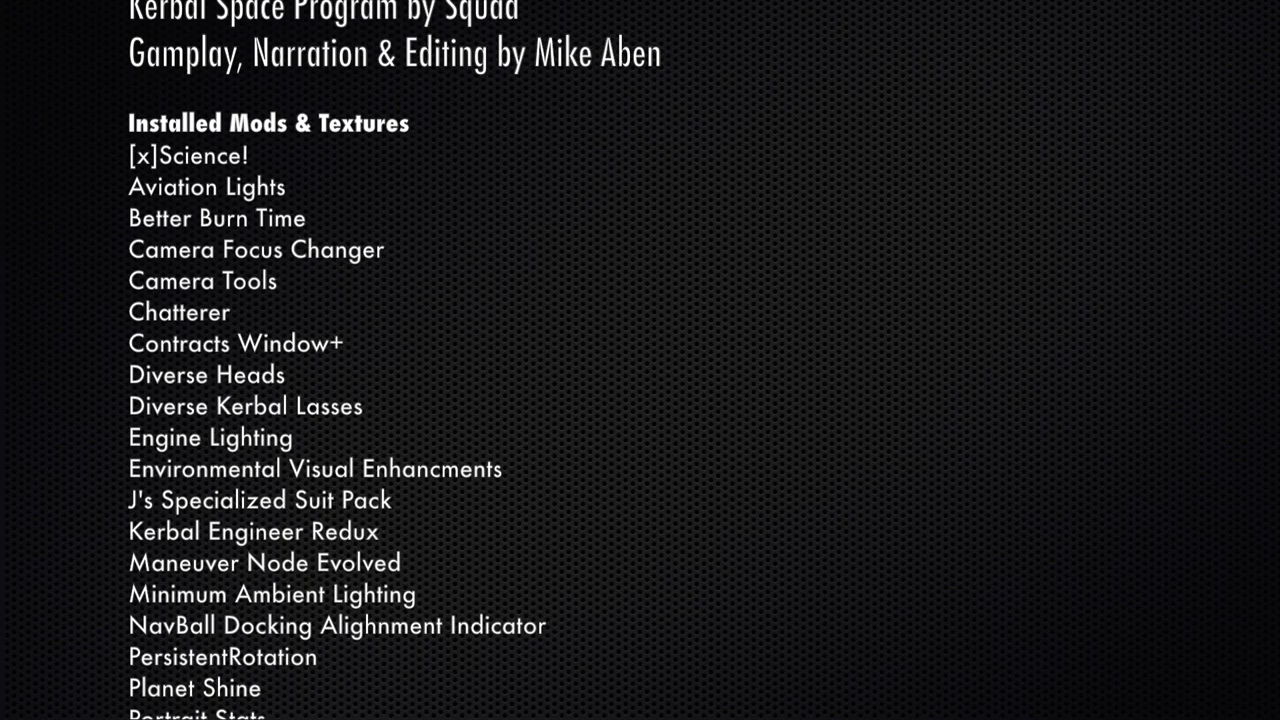 Kerbal Space Program by Squad
Gamplay, Narration & Editing by Mike Aben
Installed Mods & Textures
[x]Science!
Aviation Lights
Better Burn Time
Camera Focus Changer
Camera Tools
Chatterer
Contracts Window+
Diverse Heads
Diverse Kerbal Lasses
Engine Lighting
Environmental Visual Enhancments
J's Specialized Suit Pack
Kerbal Engineer Redux
Maneuver Node Evolved
Minimum Ambient Lighting
NavBall Docking Alighnment Indicator
PersistentRotation
Planet Shine
Portrait Stats